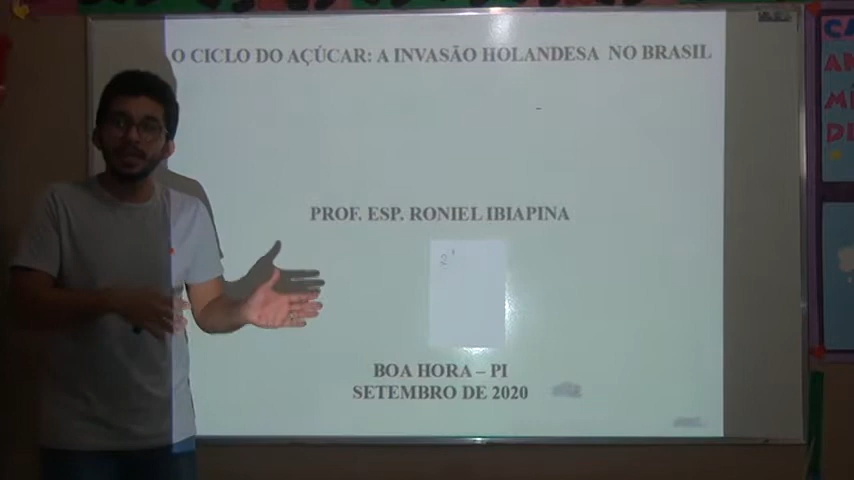 O CICLO DO AÇÚCAR: A INVASÃO HOLANDESA NO BRASIL
PROF. ESP. RONIEL IBIAPINA
BOA HORA – PI
SETEMBRO DE 2020